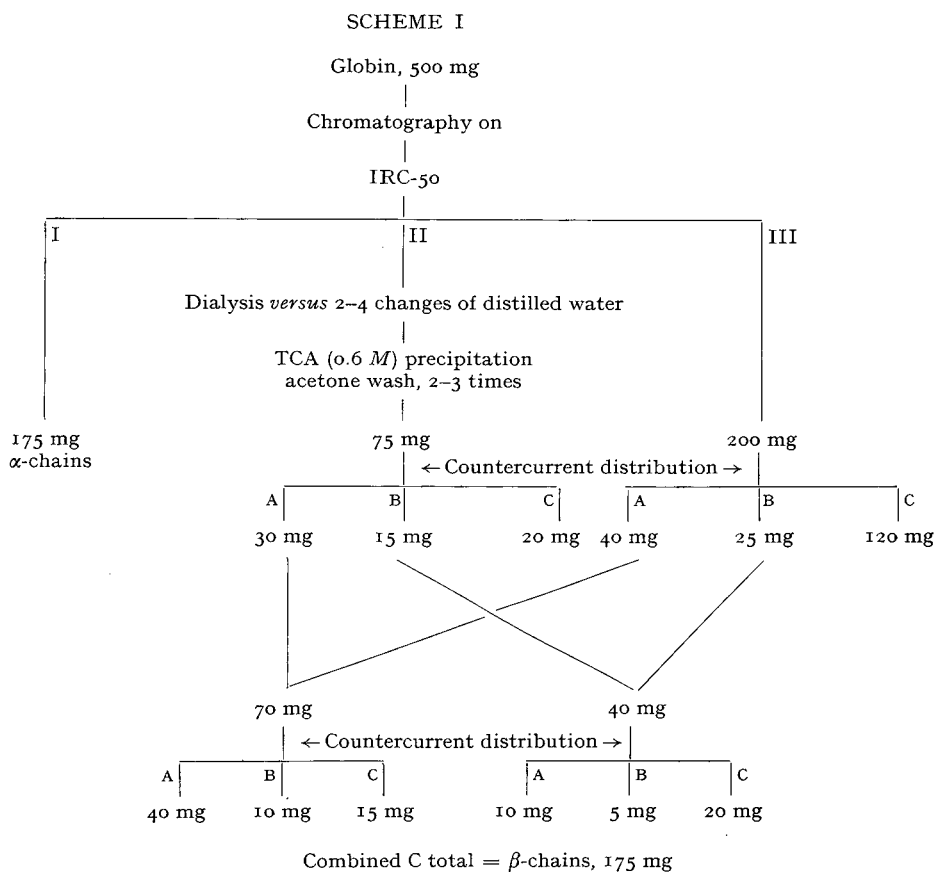 SCHEME I
Globin, 500 mg
Chromatography on
IRC-50
I II III
Dialysis versus 2–4 changes of distilled water
TCA (0.6 M) precipitation
acetone wash, 2–3 times
175 mg 75 mg 200 mg
α-chains
←Countercurrent distribution→
A B C A B C
30 mg 15 mg 20 mg 40 mg 25 mg 120 mg
70 mg 40 mg
←Countercurrent distribution→
A B C A B C
40 mg 10 mg 15 mg 10 mg 5 mg 20 mg
Combined C total = β-chains, 175 mg